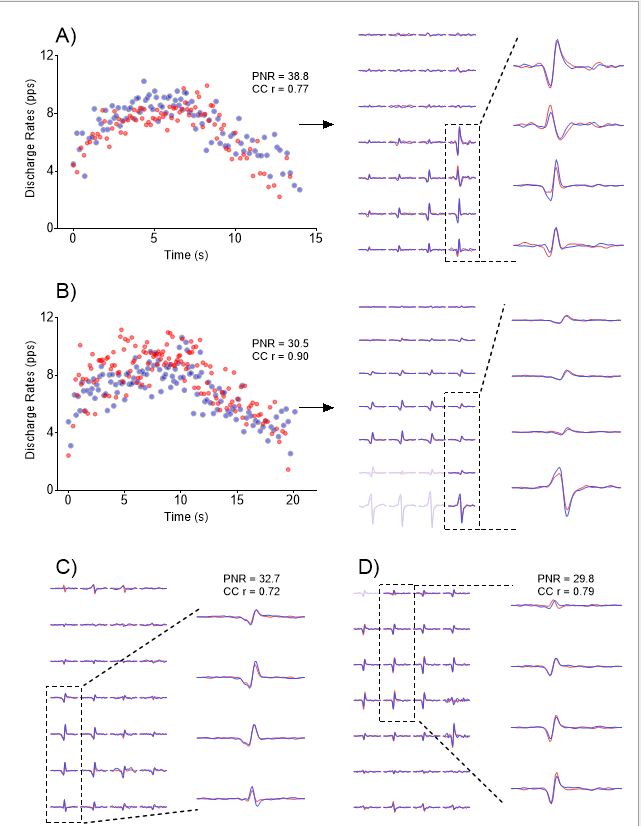 A)
12
8
4
0
Discharge Rates (pps)
PNR = 38.8
CC r = 0.77
0
5
10
15
Time (s)
B)
12
8
4
0
Discharge Rates (pps)
PNR = 30.5
CC r = 0.90
0
5
10
15
20
Time (s)
C)
PNR = 32.7
CC r = 0.72
D)
PNR = 29.8
CC r = 0.79